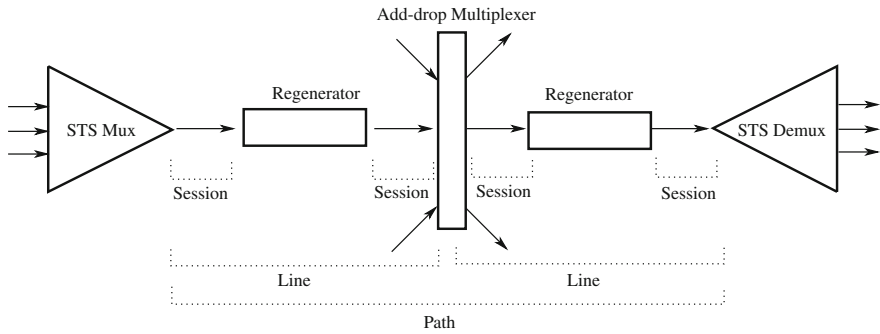 Add-drop Multiplexer
Regenerator
Regenerator
STS Mux
STS Demux
Session
Session
Session
Session
Line
Line
Path